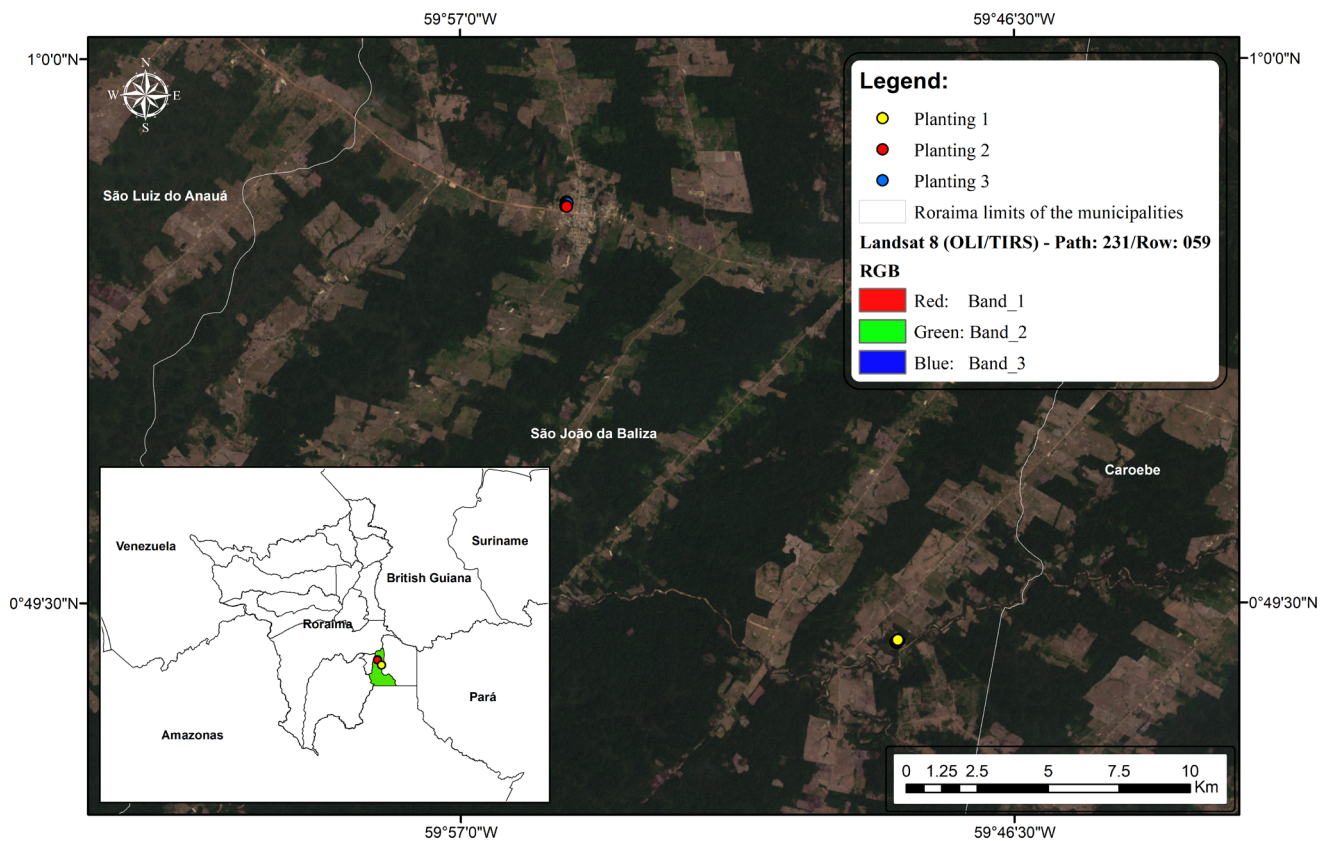 59°57'0"W
59°46'30"W
1°0'0"N
1°0'0"N
N
W
E
S
Legend:
Planting 1
Planting 2
Planting 3
Roraima limits of the municipalities
Landsat 8 (OLI/TIRS) - Path: 231/Row: 059
RGB
Red: Band_1
Green: Band_2
Blue: Band_3
São Luiz do Anauá
São João da Baliza
Caroebe
Venezuela
Suriname
British Guiana
Roraima
Pará
Amazonas
0°49'30"N
0°49'30"N
0 1.25 2.5 5 7.5 10
Km
59°57'0"W
59°46'30"W